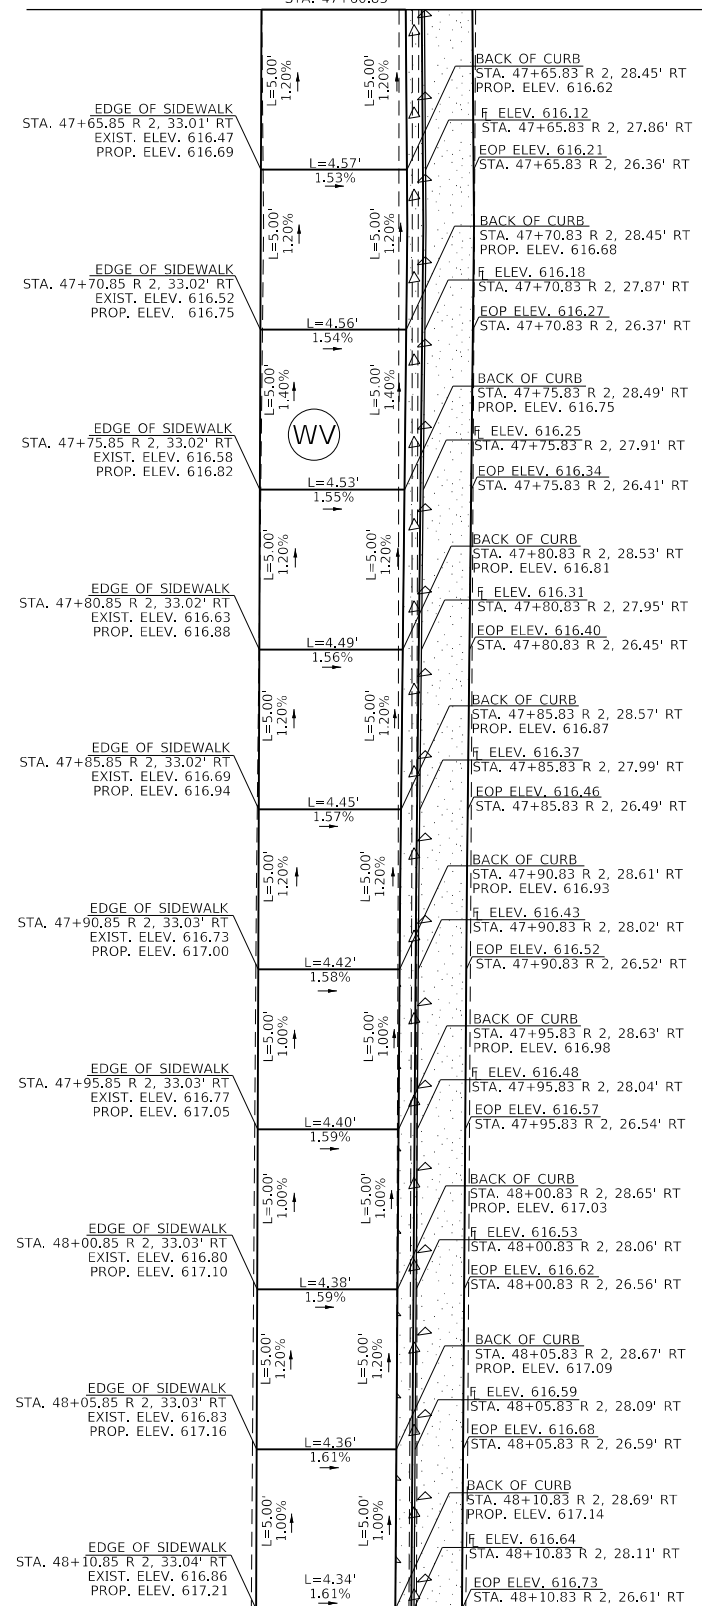 L=5.00'
1.20%
L=5.00'
1.20%
BACK OF CURB
STA. 47+65.83 R 2, 28.45' RT
PROP. ELEV. 616.62
EDGE OF SIDEWALK
STA. 47+65.85 R 2, 33.01' RT
EXIST. ELEV. 616.47
PROP. ELEV. 616.69
FL ELEV. 616.12
STA. 47+65.83 R 2, 27.86' RT
EOP ELEV. 616.21
STA. 47+65.83 R 2, 26.36' RT
L=4.57'
1.53%
L=5.00'
1.20%
L=5.00'
1.20%
BACK OF CURB
STA. 47+70.83 R 2, 28.45' RT
PROP. ELEV. 616.68
EDGE OF SIDEWALK
STA. 47+70.85 R 2, 33.02' RT
EXIST. ELEV. 616.52
PROP. ELEV. 616.75
FL ELEV. 616.18
STA. 47+70.83 R 2, 27.87' RT
EOP ELEV. 616.27
STA. 47+70.83 R 2, 26.37' RT
L=4.56'
1.54%
L=5.00'
1.40%
L=5.00'
1.40%
BACK OF CURB
STA. 47+75.83 R 2, 28.49' RT
PROP. ELEV. 616.75
WV
EDGE OF SIDEWALK
STA. 47+75.85 R 2, 33.02' RT
EXIST. ELEV. 616.58
PROP. ELEV. 616.82
FL ELEV. 616.25
STA. 47+75.83 R 2, 27.91' RT
EOP ELEV. 616.34
STA. 47+75.83 R 2, 26.41' RT
L=4.53'
1.55%
L=5.00'
1.20%
L=5.00'
1.20%
BACK OF CURB
STA. 47+80.83 R 2, 28.53' RT
PROP. ELEV. 616.81
EDGE OF SIDEWALK
STA. 47+80.85 R 2, 33.02' RT
EXIST. ELEV. 616.63
PROP. ELEV. 616.88
FL ELEV. 616.31
STA. 47+80.83 R 2, 27.95' RT
EOP ELEV. 616.40
STA. 47+80.83 R 2, 26.45' RT
L=4.49'
1.56%
L=5.00'
1.20%
L=5.00'
1.20%
BACK OF CURB
STA. 47+85.83 R 2, 28.57' RT
PROP. ELEV. 616.87
EDGE OF SIDEWALK
STA. 47+85.85 R 2, 33.02' RT
EXIST. ELEV. 616.69
PROP. ELEV. 616.94
FL ELEV. 616.37
STA. 47+85.83 R 2, 27.99' RT
EOP ELEV. 616.46
STA. 47+85.83 R 2, 26.49' RT
L=4.45'
1.57%
L=5.00'
1.20%
L=5.00'
1.20%
BACK OF CURB
STA. 47+90.83 R 2, 28.61' RT
PROP. ELEV. 616.93
EDGE OF SIDEWALK
STA. 47+90.85 R 2, 33.03' RT
EXIST. ELEV. 616.73
PROP. ELEV. 617.00
FL ELEV. 616.43
STA. 47+90.83 R 2, 28.02' RT
EOP ELEV. 616.52
STA. 47+90.83 R 2, 26.52' RT
L=4.42'
1.58%
L=5.00'
1.00%
L=5.00'
1.00%
BACK OF CURB
STA. 47+95.83 R 2, 28.63' RT
PROP. ELEV. 616.98
EDGE OF SIDEWALK
STA. 47+95.85 R 2, 33.03' RT
EXIST. ELEV. 616.77
PROP. ELEV. 617.05
FL ELEV. 616.48
STA. 47+95.83 R 2, 28.04' RT
EOP ELEV. 616.57
STA. 47+95.83 R 2, 26.54' RT
L=4.40'
1.59%
L=5.00'
1.00%
L=5.00'
1.00%
BACK OF CURB
STA. 48+00.83 R 2, 28.65' RT
PROP. ELEV. 617.03
EDGE OF SIDEWALK
STA. 48+00.85 R 2, 33.03' RT
EXIST. ELEV. 616.80
PROP. ELEV. 617.10
FL ELEV. 616.53
STA. 48+00.83 R 2, 28.06' RT
EOP ELEV. 616.62
STA. 48+00.83 R 2, 26.56' RT
L=4.38'
1.59%
L=5.00'
1.20%
L=5.00'
1.20%
BACK OF CURB
STA. 48+05.83 R 2, 28.67' RT
PROP. ELEV. 617.09
EDGE OF SIDEWALK
STA. 48+05.85 R 2, 33.03' RT
EXIST. ELEV. 616.83
PROP. ELEV. 617.16
FL ELEV. 616.59
STA. 48+05.83 R 2, 28.09' RT
EOP ELEV. 616.68
STA. 48+05.83 R 2, 26.59' RT
L=4.36'
1.61%
L=5.00'
1.00%
L=5.00'
1.00%
BACK OF CURB
STA. 48+10.83 R 2, 28.69' RT
PROP. ELEV. 617.14
EDGE OF SIDEWALK
STA. 48+10.85 R 2, 33.04' RT
EXIST. ELEV. 616.86
PROP. ELEV. 617.21
FL ELEV. 616.64
STA. 48+10.83 R 2, 28.11' RT
EOP ELEV. 616.73
STA. 48+10.83 R 2, 26.61' RT
L=4.34'
1.61%